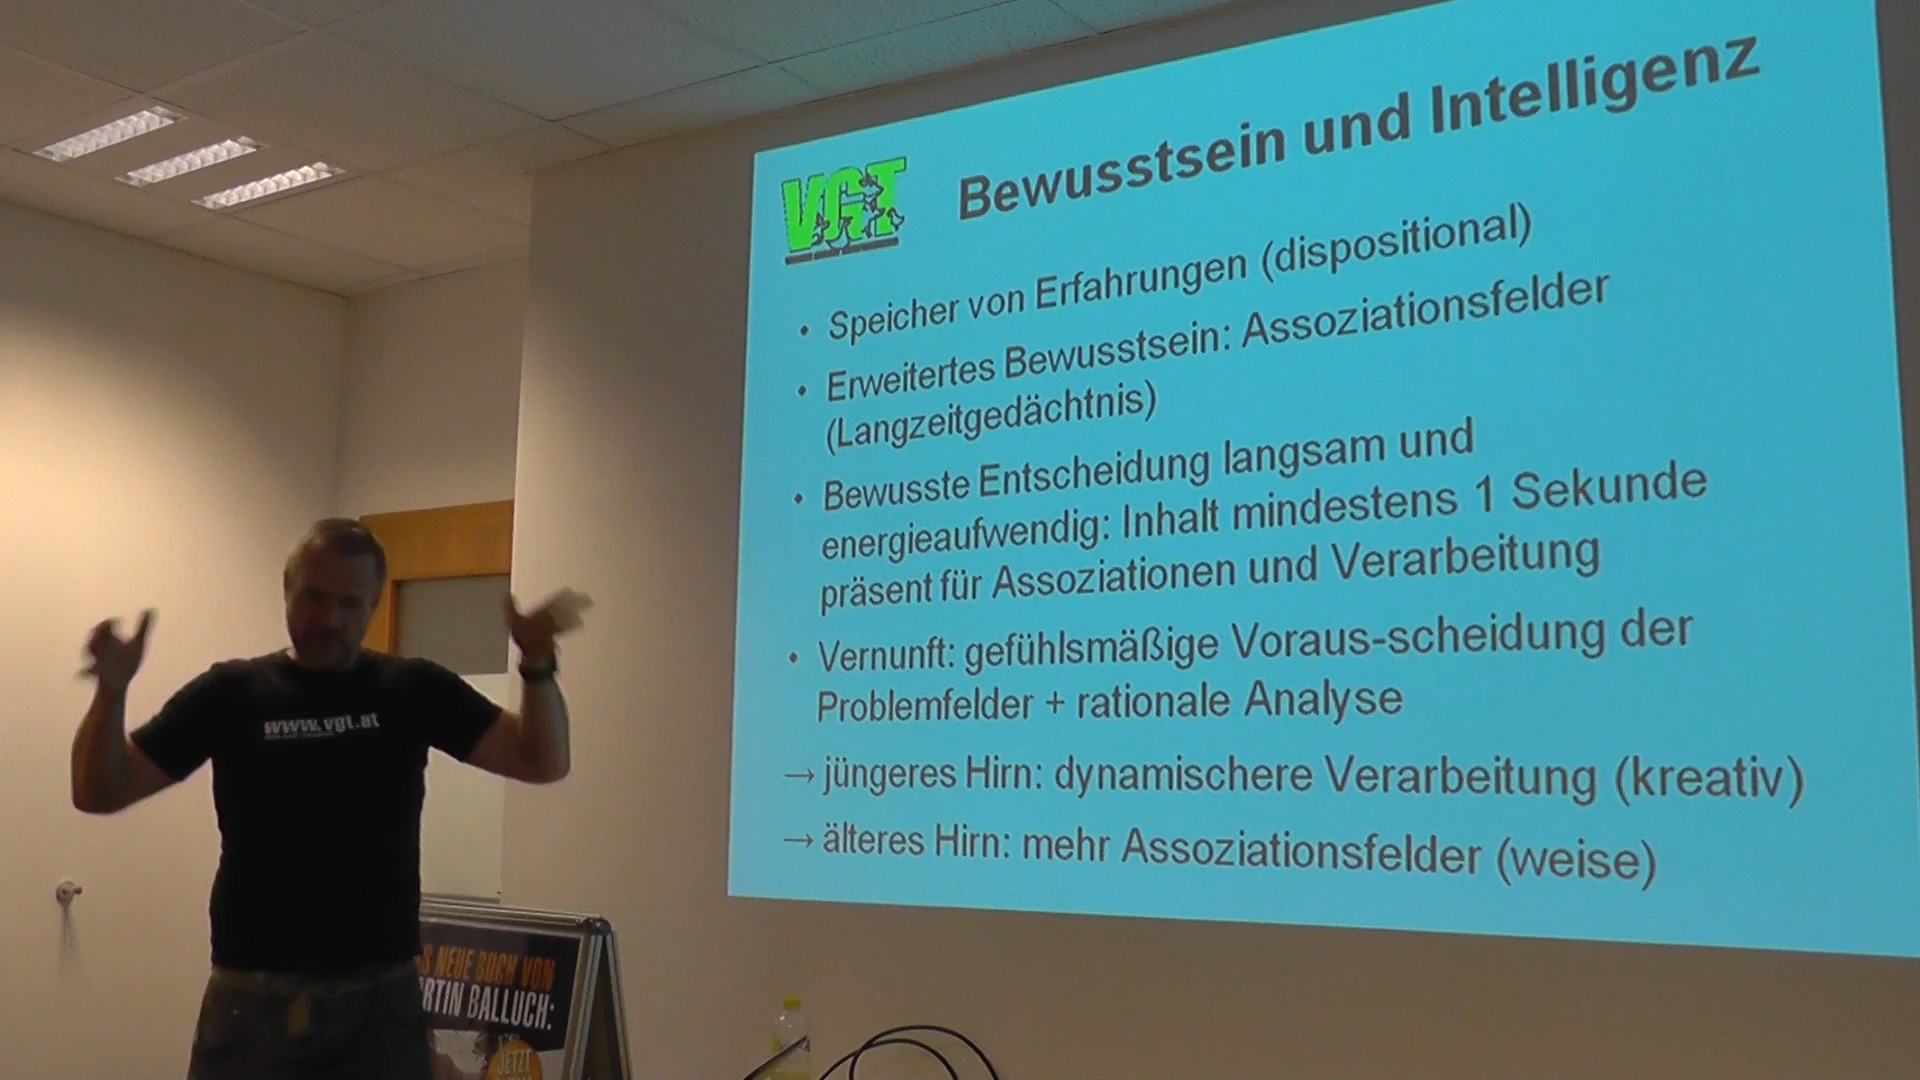 VGT
Bewusstsein und Intelligenz
• Speicher von Erfahrungen (dispositional)
• Erweitertes Bewusstsein: Assoziationsfelder
(Langzeitgedächtnis)
• Bewusste Entscheidung langsam und
energieaufwendig: Inhalt mindestens 1 Sekunde
präsent für Assoziationen und Verarbeitung
• Vernunft: gefühlsmäßige Voraus-scheidung der
Problemfelder + rationale Analyse
→ jüngeres Hirn: dynamischere Verarbeitung (kreativ)
→ älteres Hirn: mehr Assoziationsfelder (weise)
www.vgt.at
S NEUE BUCH VON
RTIN BALLUCH:
JETZT